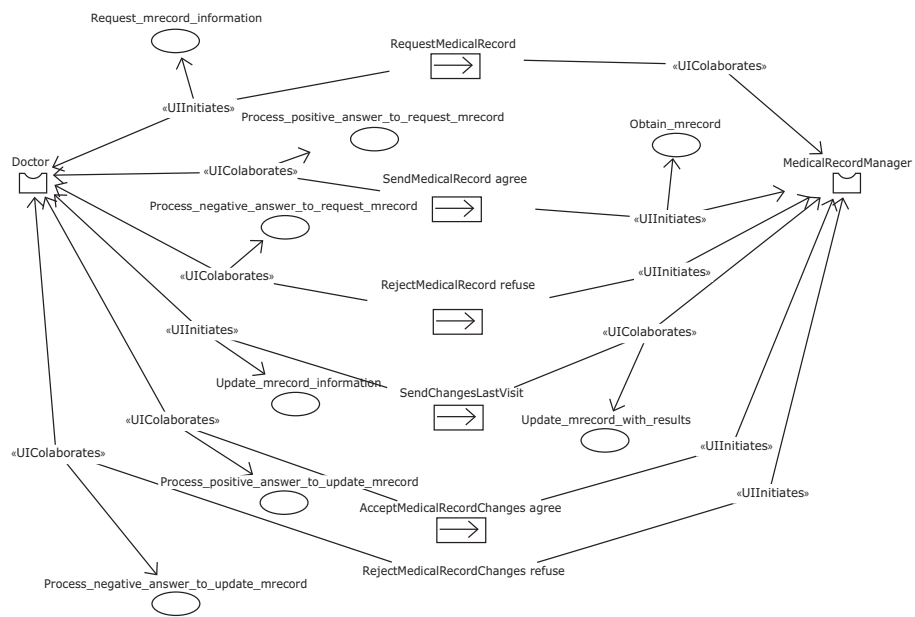 Request_mrecord_information
RequestMedicalRecord
«UIColaborates»
«UIInitiates»
Process_positive_answer_to_request_mrecord
Obtain_mrecord
Doctor
MedicalRecordManager
«UIColaborates»
SendMedicalRecord agree
Process_negative_answer_to_request_mrecord
«UIInitiates»
«UIColaborates»
«UIInitiates»
RejectMedicalRecord refuse
«UIInitiates»
«UIColaborates»
Update_mrecord_information
SendChangesLastVisit
«UIColaborates»
Update_mrecord_with_results
«UIInitiates»
«UIColaborates»
Process_positive_answer_to_update_mrecord
«UIInitiates»
AcceptMedicalRecordChanges agree
RejectMedicalRecordChanges refuse
Process_negative_answer_to_update_mrecord